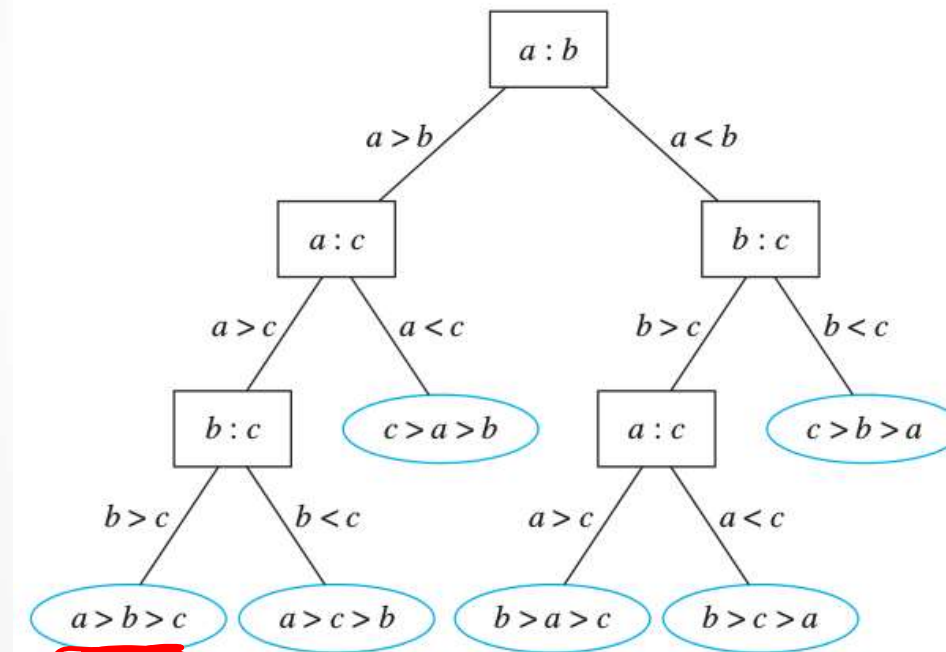 a : b
a > b
a < b
a : c
b : c
a > c
a < c
b > c
b < c
b : c
c > a > b
a : c
c > b > a
b > c
b < c
a > c
a < c
a > b > c
a > c > b
b > a > c
b > c > a